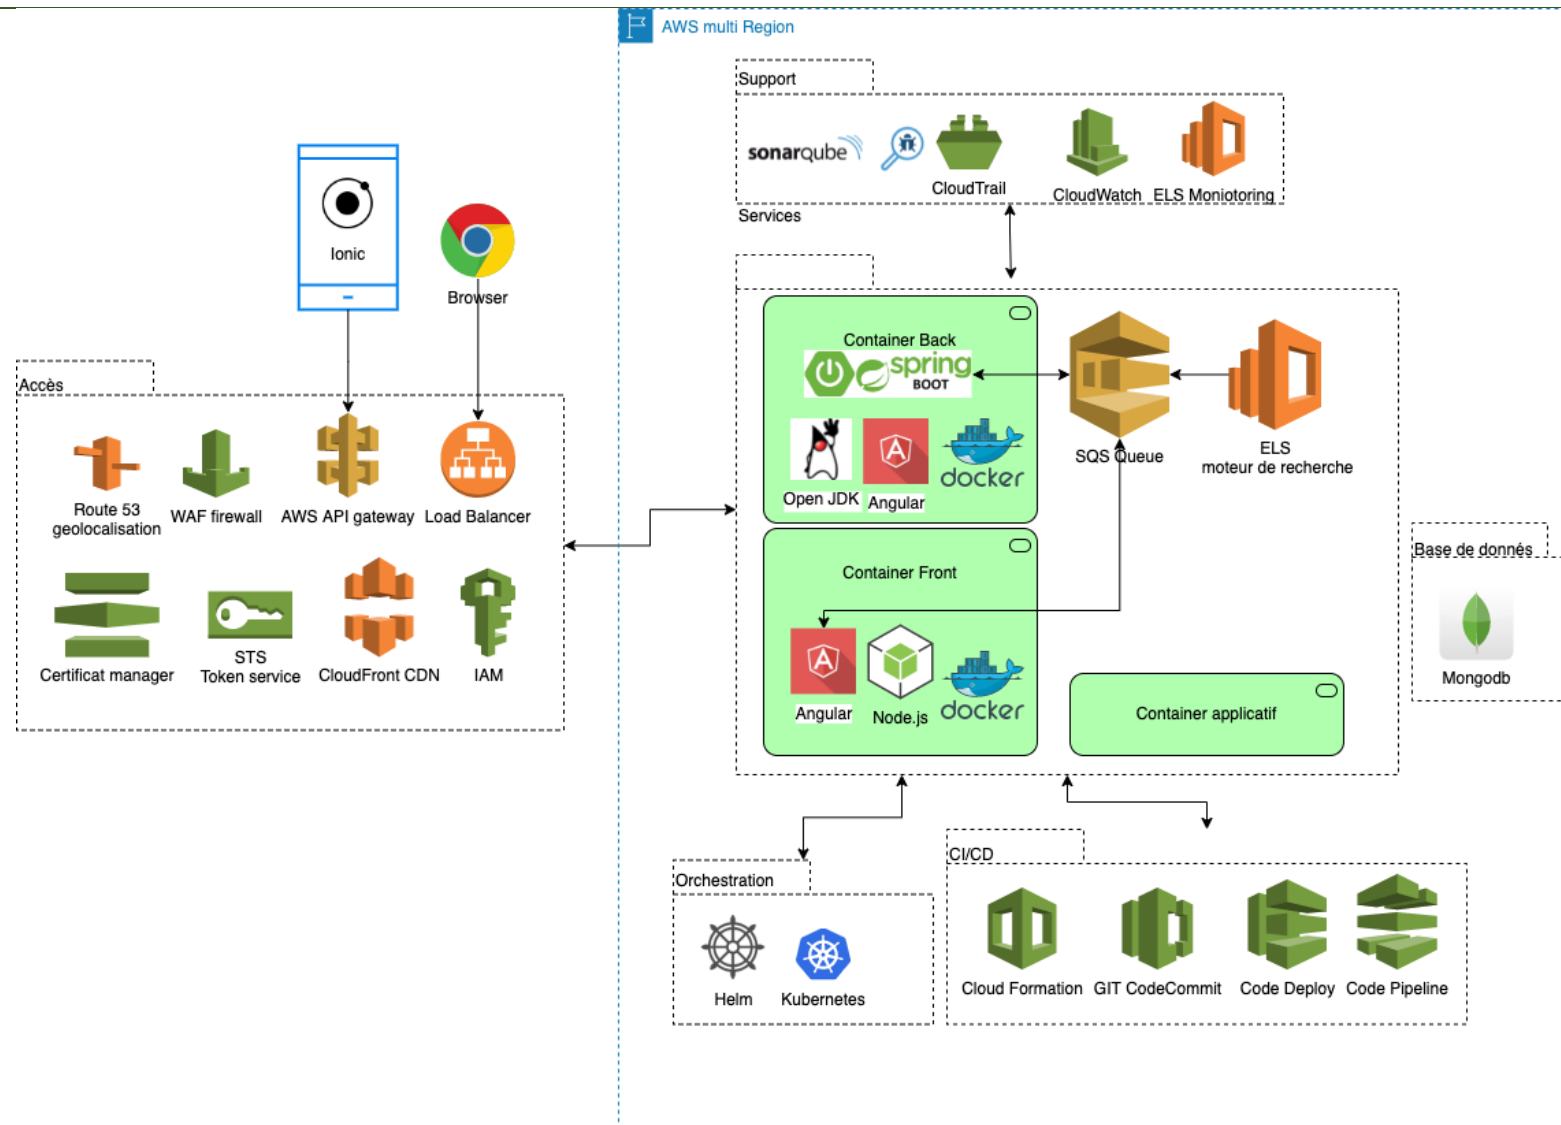 AWS multi Region
Support
sonarqube
CloudTrail
CloudWatch
ELS Moniotoring
Services
Ionic
Browser
Accès
Route 53
geolocalisation
WAF firewall
AWS API gateway
Load Balancer
Certificat manager
STS
Token service
CloudFront CDN
IAM
Container Back
spring
BOOT
Open JDK
Angular
docker
SQS Queue
ELS
moteur de recherche
Container Front
Angular
Node.js
docker
Container applicatif
Base de donnés
Mongodb
Orchestration
Helm
Kubernetes
CI/CD
Cloud Formation
GIT CodeCommit
Code Deploy
Code Pipeline